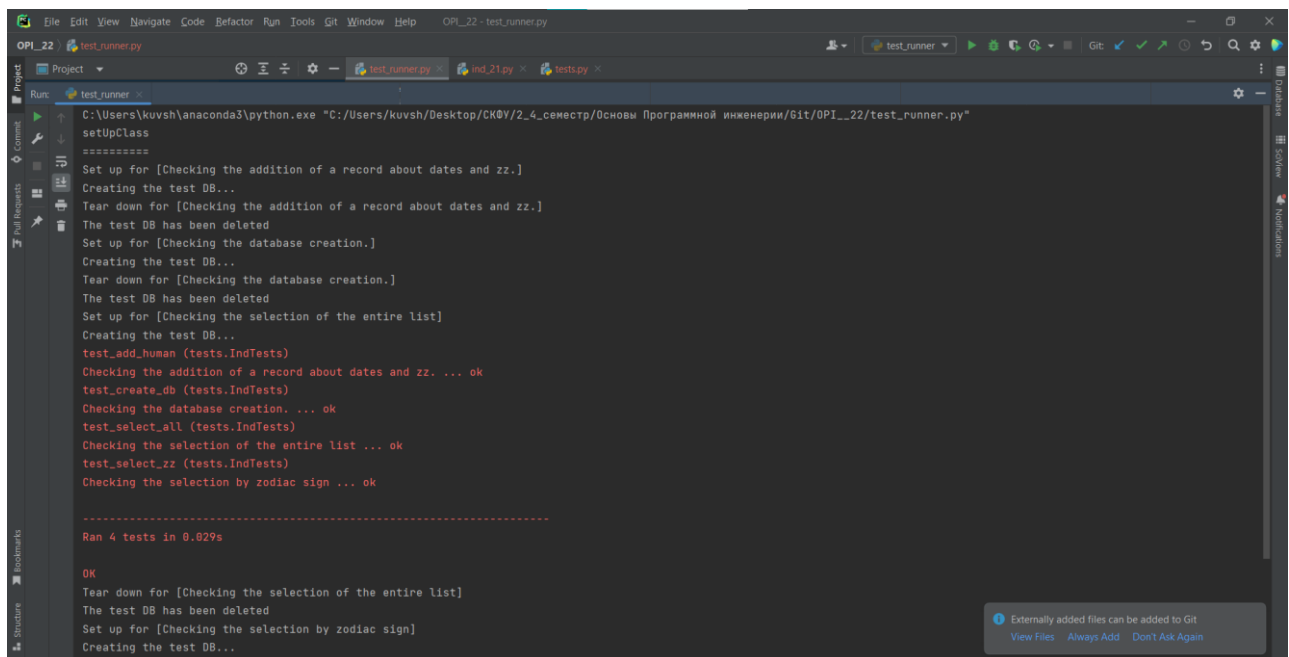 File Edit View Navigate Code Refactor Run Tools Git Window Help OPI__22 - test_runner.py
OPI__22 test_runner.py test_runner Git:
Project test_runner.py ind_21.py tests.py
Run: test_runner
C:\Users\kuvsh\anaconda3\python.exe "C:/Users/kuvsh/Desktop/СКФУ/2_4_семестр/Основы Программной инженерии/Git/OPI__22/test_runner.py"
setUpClass
==========
Set up for [Checking the addition of a record about dates and zz.]
Creating the test DB...
Tear down for [Checking the addition of a record about dates and zz.]
The test DB has been deleted
Set up for [Checking the database creation.]
Creating the test DB...
Tear down for [Checking the database creation.]
The test DB has been deleted
Set up for [Checking the selection of the entire list]
Creating the test DB...
test_add_human (tests.IndTests)
Checking the addition of a record about dates and zz. ... ok
test_create_db (tests.IndTests)
Checking the database creation. ... ok
test_select_all (tests.IndTests)
Checking the selection of the entire list ... ok
test_select_zz (tests.IndTests)
Checking the selection by zodiac sign ... ok
----------------------------------------------------------------------
Ran 4 tests in 0.029s
OK
Tear down for [Checking the selection of the entire list]
The test DB has been deleted
Set up for [Checking the selection by zodiac sign]
Creating the test DB...
Project
Commit
Pull Requests
Bookmarks
Structure
Database
SciView
Notifications
Externally added files can be added to Git
View Files Always Add Don't Ask Again